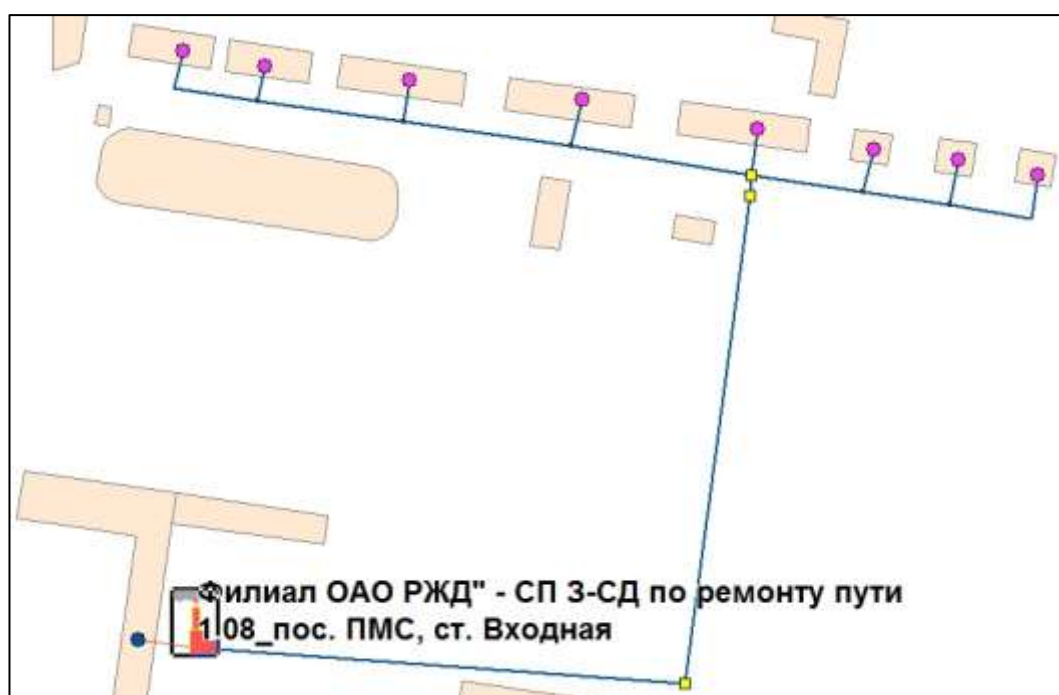 Филиал ОАО РЖД" - СП З-СД по ремонту пути
108_пос. ПМС, ст. Входная